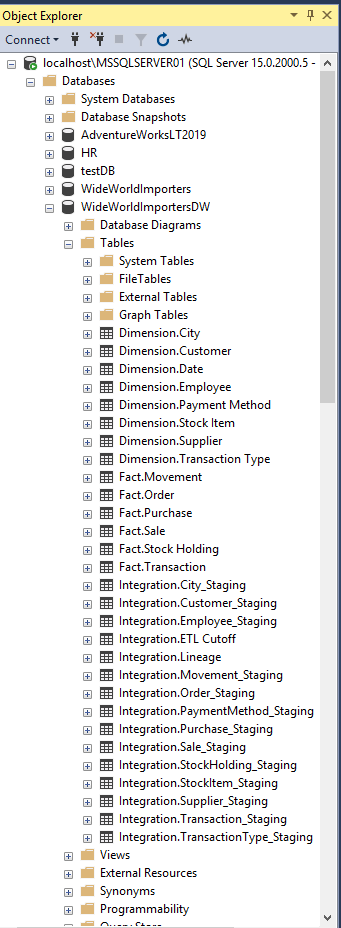 Object Explorer
Connect
localhost\MSSQLSERVER01 (SQL Server 15.0.2000.5 -
Databases
System Databases
Database Snapshots
AdventureWorksLT2019
HR
testDB
WideWorldImporters
WideWorldImportersDW
Database Diagrams
Tables
System Tables
FileTables
External Tables
Graph Tables
Dimension.City
Dimension.Customer
Dimension.Date
Dimension.Employee
Dimension.Payment Method
Dimension.Stock Item
Dimension.Supplier
Dimension.Transaction Type
Fact.Movement
Fact.Order
Fact.Purchase
Fact.Sale
Fact.Stock Holding
Fact.Transaction
Integration.City_Staging
Integration.Customer_Staging
Integration.Employee_Staging
Integration.ETL Cutoff
Integration.Lineage
Integration.Movement_Staging
Integration.Order_Staging
Integration.PaymentMethod_Staging
Integration.Purchase_Staging
Integration.Sale_Staging
Integration.StockHolding_Staging
Integration.StockItem_Staging
Integration.Supplier_Staging
Integration.Transaction_Staging
Integration.TransactionType_Staging
Views
External Resources
Synonyms
Programmability
Query Store